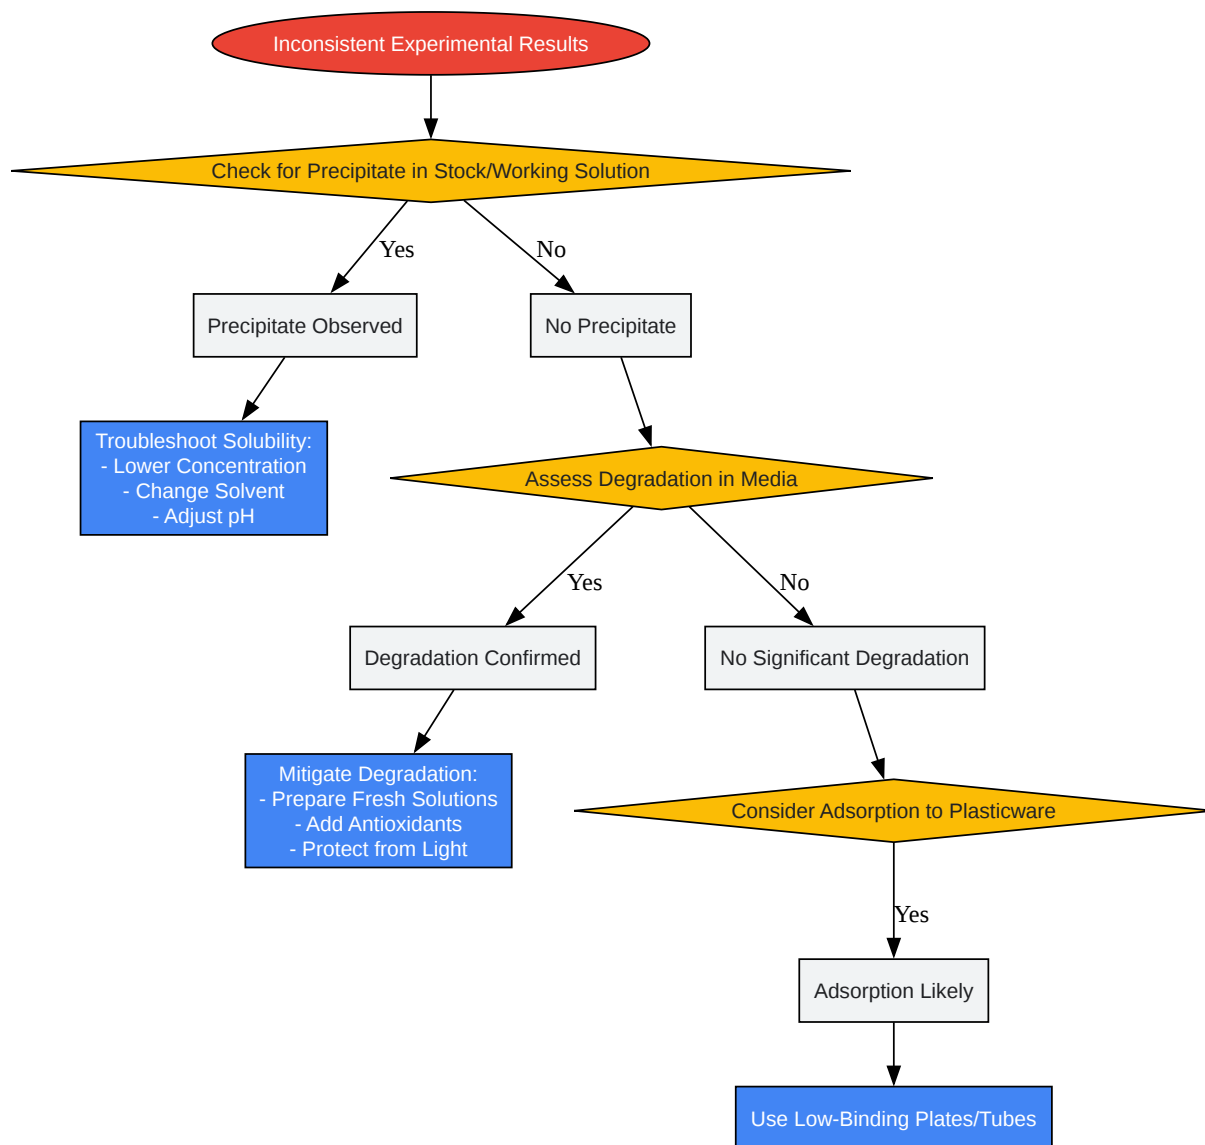 Inconsistent Experimental Results
Check for Precipitate in Stock/Working Solution
Yes
No
Precipitate Observed
No Precipitate
Troubleshoot Solubility:
- Lower Concentration
- Change Solvent
- Adjust pH
Assess Degradation in Media
Yes
No
Degradation Confirmed
No Significant Degradation
Mitigate Degradation:
- Prepare Fresh Solutions
- Add Antioxidants
- Protect from Light
Consider Adsorption to Plasticware
Yes
Adsorption Likely
Use Low-Binding Plates/Tubes